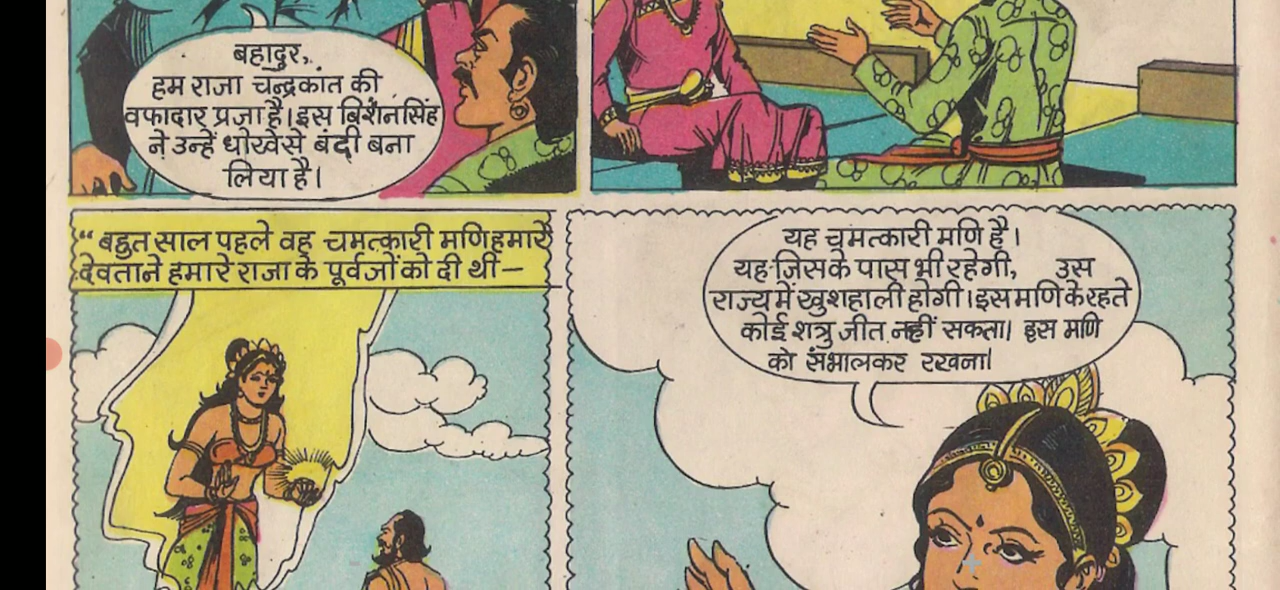 बहादुर,
हम राजा चन्द्रकांत की
वफादार प्रजा है। इस बिशनसिंह
ने उन्हें धोखेसे बंदी बना
लिया है।
“बहुत साल पहले वह चमत्कारी मणि हमारे
देवताने हमारे राजा के पूर्वजों को दी थी—
यह चमत्कारी मणि है।
यह जिसके पास भी रहेगी, उस
राज्य में खुशहाली होगी। इस मणि के रहते
कोई शत्रु जीत नहीं सकता। इस मणि
को सँभालकर रखना।